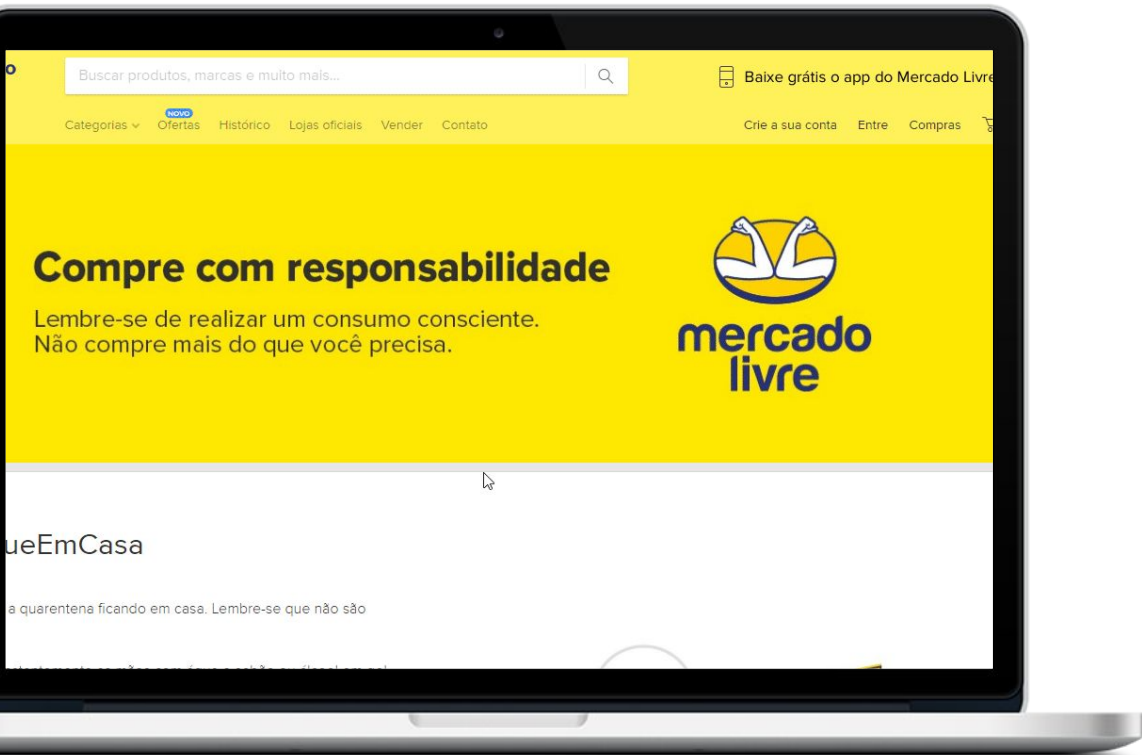 o
Buscar produtos, marcas e muito mais...
Baixe grátis o app do Mercado Livre
NOVO
Categorias Ofertas Histórico Lojas oficiais Vender Contato
Crie a sua conta Entre Compras
Compre com responsabilidade
Lembre-se de realizar um consumo consciente.
Não compre mais do que você precisa.
mercado
livre
ueEmCasa
a quarentena ficando em casa. Lembre-se que não são